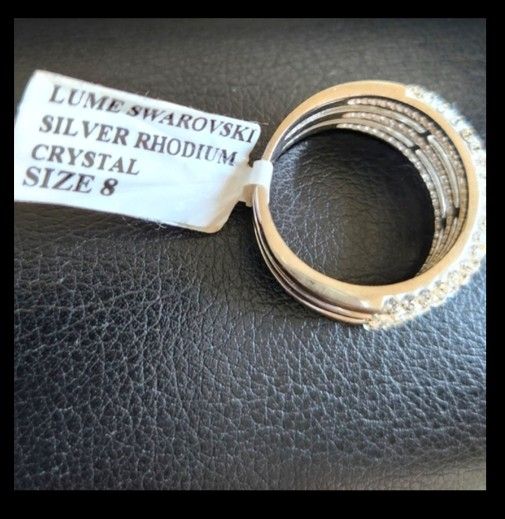 LUME SWAROVSKI
SILVER RHODIUM
CRYSTAL
SIZE 8